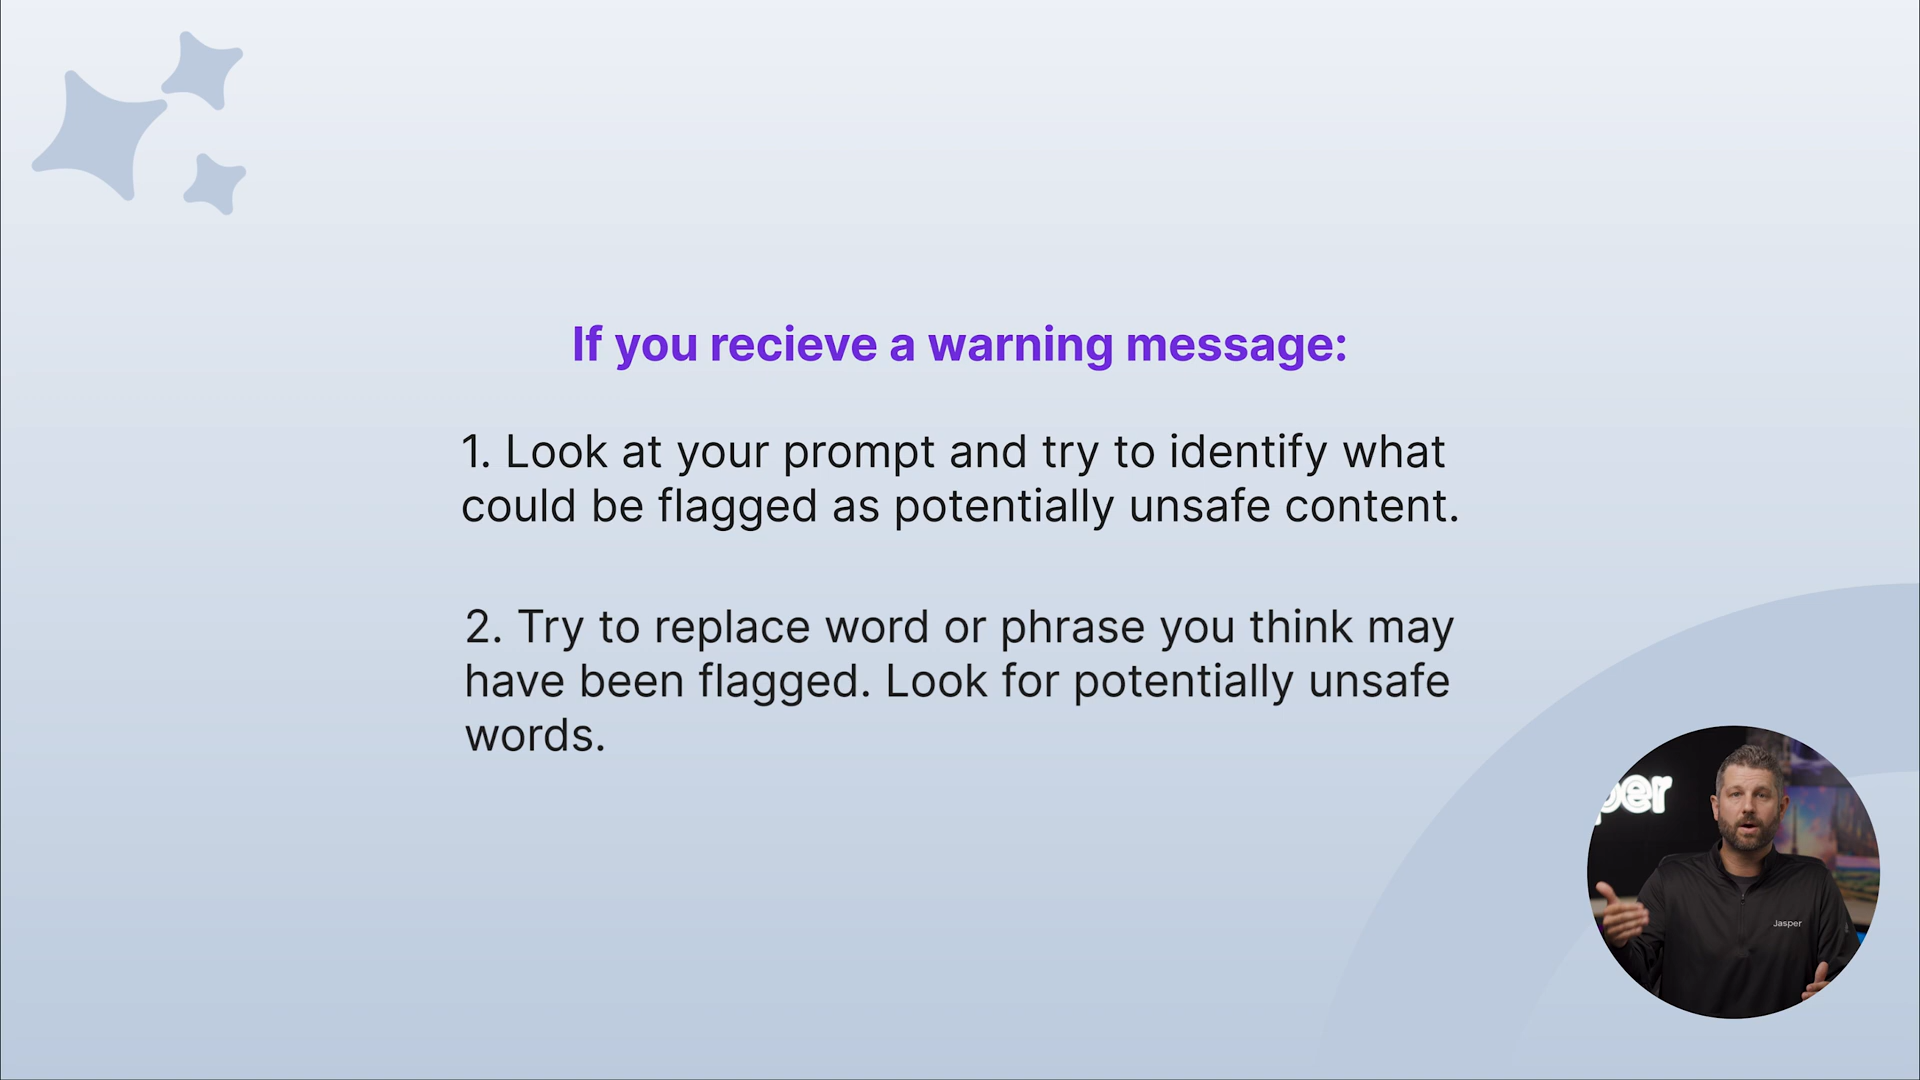 If you recieve a warning message:
1. Look at your prompt and try to identify what
could be flagged as potentially unsafe content.
2. Try to replace word or phrase you think may
have been flagged. Look for potentially unsafe
words.
per
Jasper